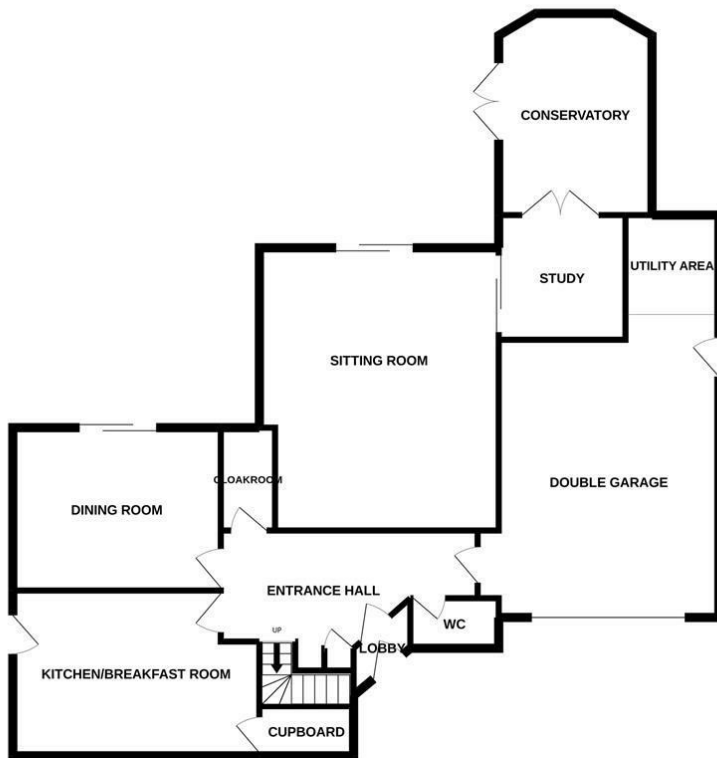 CONSERVATORY
UTILITY AREA
STUDY
SITTING ROOM
CLOAKROOM
DOUBLE GARAGE
DINING ROOM
ENTRANCE HALL
WC
UP
LOBBY
KITCHEN/BREAKFAST ROOM
CUPBOARD